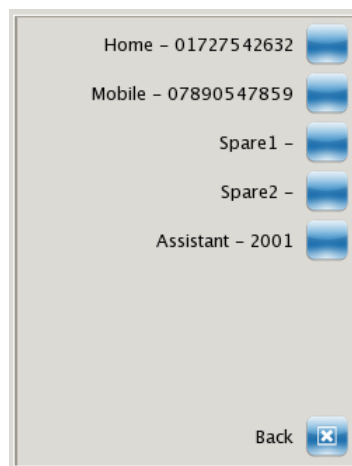 Home – 01727542632
Mobile – 07890547859
Spare1 –
Spare2 –
Assistant – 2001
Back